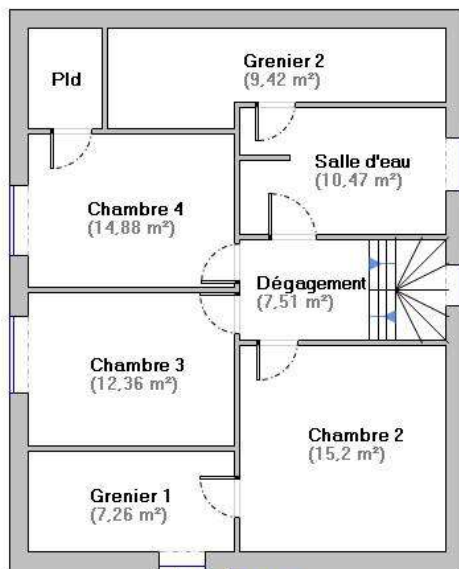 Pld
Grenier 2
(9,42 m²)
Salle d'eau
(10,47 m²)
Chambre 4
(14,88 m²)
Dégagement
(7,51 m²)
Chambre 3
(12,36 m²)
Chambre 2
(15,2 m²)
Grenier 1
(7,26 m²)